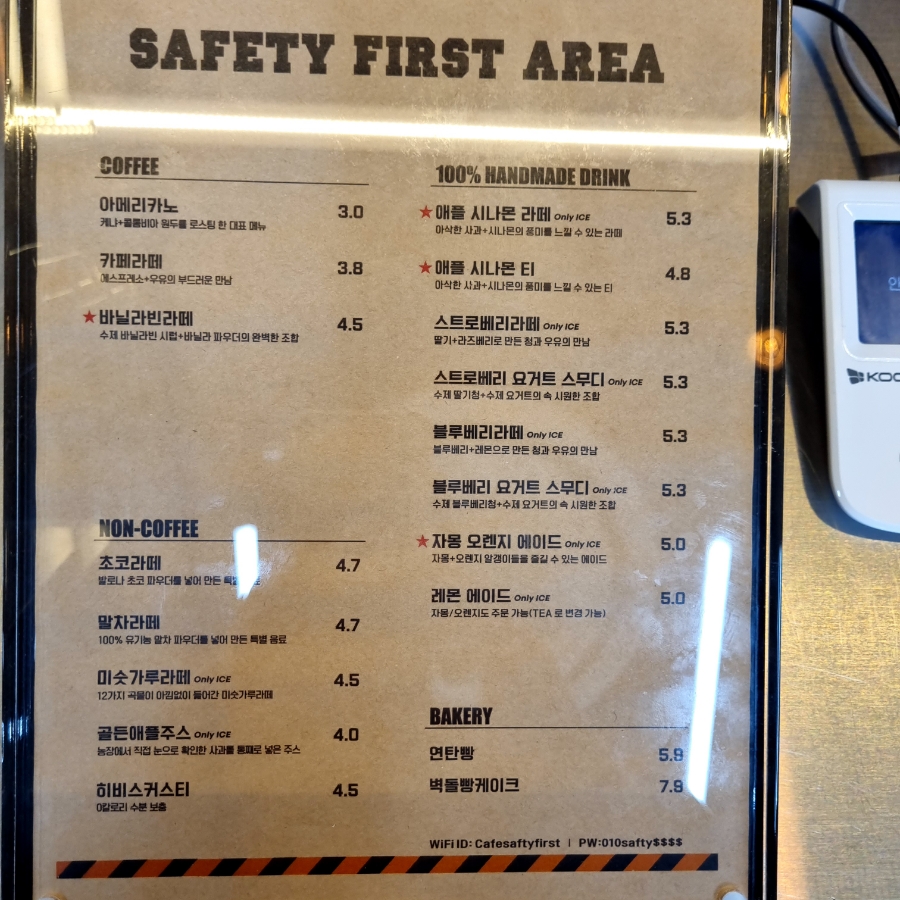 SAFETY FIRST AREA
COFFEE
아메리카노 3.0
케냐+콜롬비아 원두를 로스팅 한 대표 메뉴
카페라떼 3.8
에스프레소+우유의 부드러운 만남
★바닐라빈라떼 4.5
수제 바닐라빈 시럽+바닐라 파우더의 완벽한 조합
NON-COFFEE
초코라떼 4.7
발로나 초코 파우더를 넣어 만든
말차라떼 4.7
100% 유기농 말차 파우더를 넣어 만든 특별 음료
미숫가루라떼 Only ICE 4.5
12가지 곡물이 아낌없이 들어간 미숫가루라떼
골든애플주스 Only ICE 4.0
농장에서 직접 눈으로 확인한 사과를 통째로 넣은 주스
히비스커스티 4.5
0칼로리 수분 보충
100% HANDMADE DRINK
★애플 시나몬 라떼 Only ICE 5.3
아삭한 사과+시나몬의 풍미를 느낄 수 있는 라떼
★애플 시나몬 티 4.8
아삭한 사과+시나몬의 풍미를 느낄 수 있는 티
스트로베리라떼 Only ICE 5.3
딸기+라즈베리로 만든 청과 우유의 만남
스트로베리 요거트 스무디 Only ICE 5.3
수제 딸기청+수제 요거트의 속 시원한 조합
블루베리라떼 Only ICE 5.3
블루베리+레몬으로 만든 청과 우유의 만남
블루베리 요거트 스무디 Only ICE 5.3
수제 블루베리청+수제 요거트의 속 시원한 조합
★자몽 오렌지 에이드 Only ICE 5.0
자몽+오렌지 알갱이들을 즐길 수 있는 에이드
레몬 에이드 Only ICE 5.0
자몽/오렌지도 주문 가능(TEA 로 변경 가능)
BAKERY
연탄빵 5.9
벽돌빵케이크 7.9
WiFi ID: Cafesaftyfirst | PW:010safty$$$$